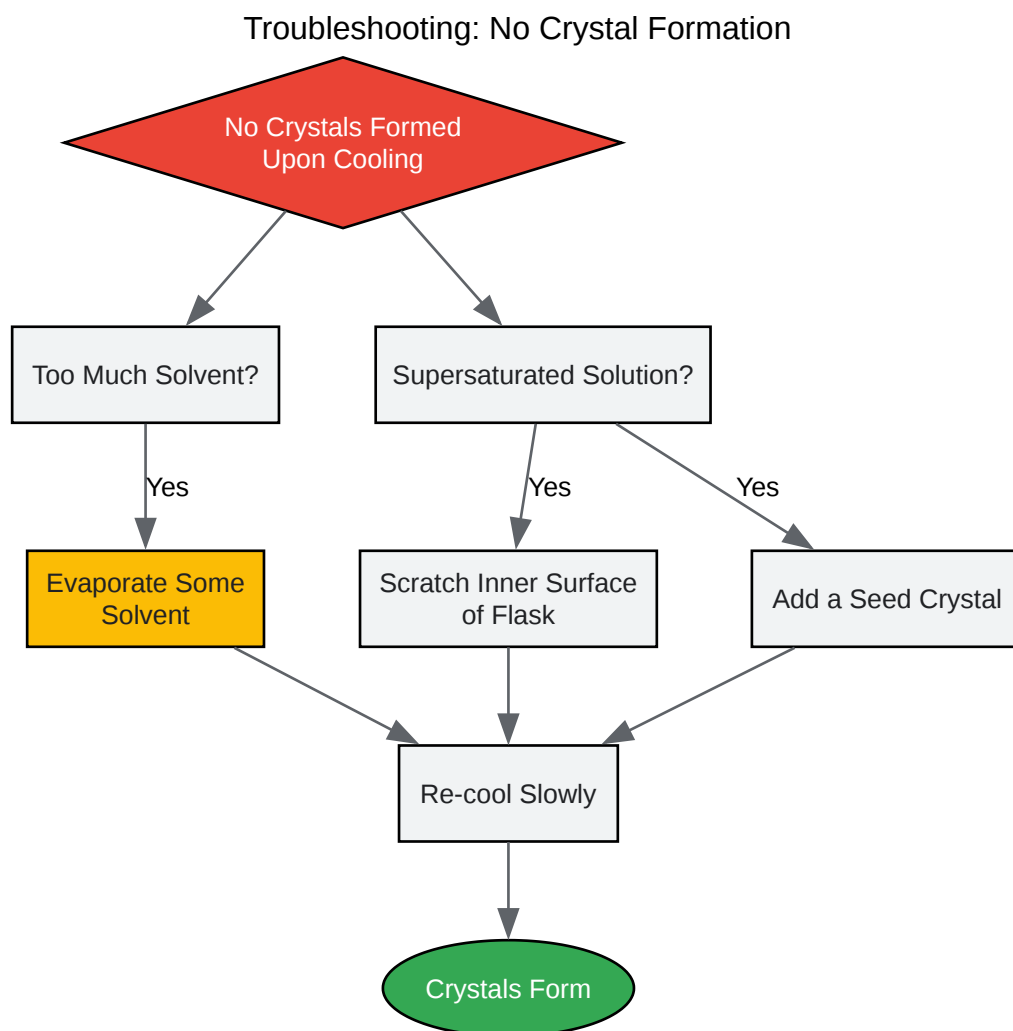 Troubleshooting: No Crystal Formation
No Crystals Formed
Upon Cooling
Too Much Solvent?
Supersaturated Solution?
Yes
Yes
Yes
Evaporate Some
Solvent
Scratch Inner Surface
of Flask
Add a Seed Crystal
Re-cool Slowly
Crystals Form